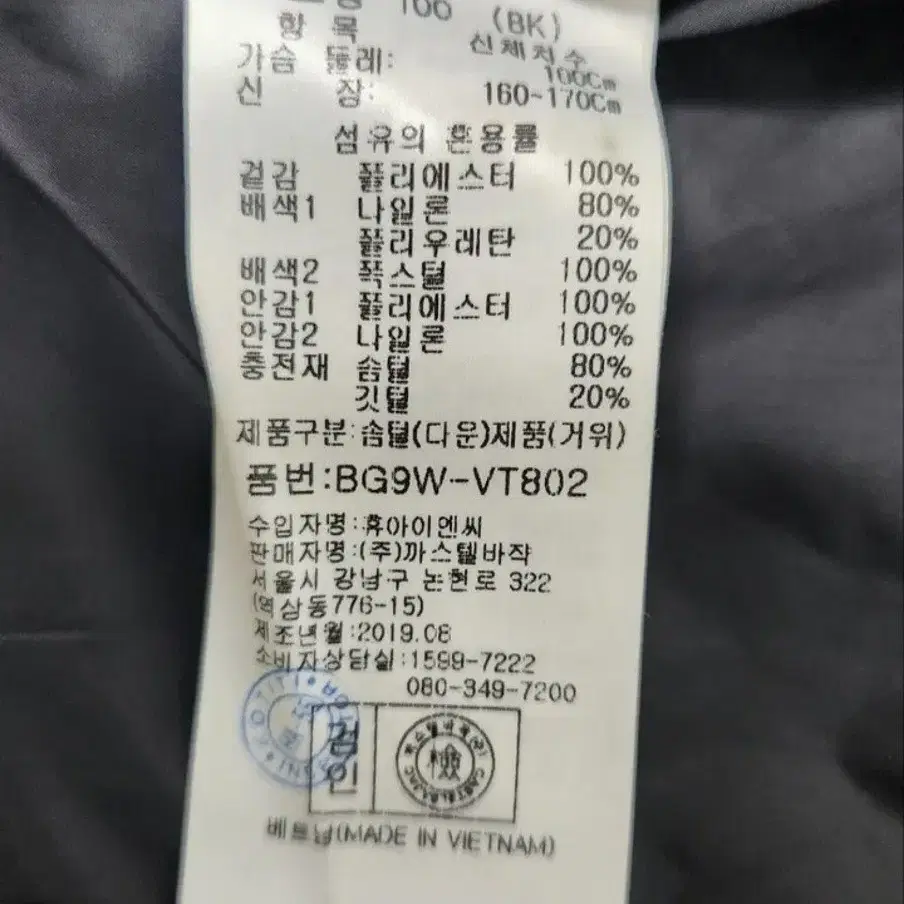 100 (BK)
항 목 신체치수
가슴 둘레: 100Cm
신 장: 160~170Cm
섬유의 혼용률
겉감 폴리에스터 100%
배색1 나일론 80%
폴리우레탄 20%
배색2 폭스털 100%
안감1 폴리에스터 100%
안감2 나일론 100%
충전재 솜털 80%
깃털 20%
제품구분:솜털(다운)제품(거위)
품번:BG9W-VT802
수입자명:휴아이엔씨
판매자명:(주)까스텔바작
서울시 강남구 논현로 322
(역삼동776-15)
제조년월:2019.08
소비자상담실:1599-7222
080-349-7200
검인
檢
CASTELBAJAC
COTITI
베트남(MADE IN VIETNAM)